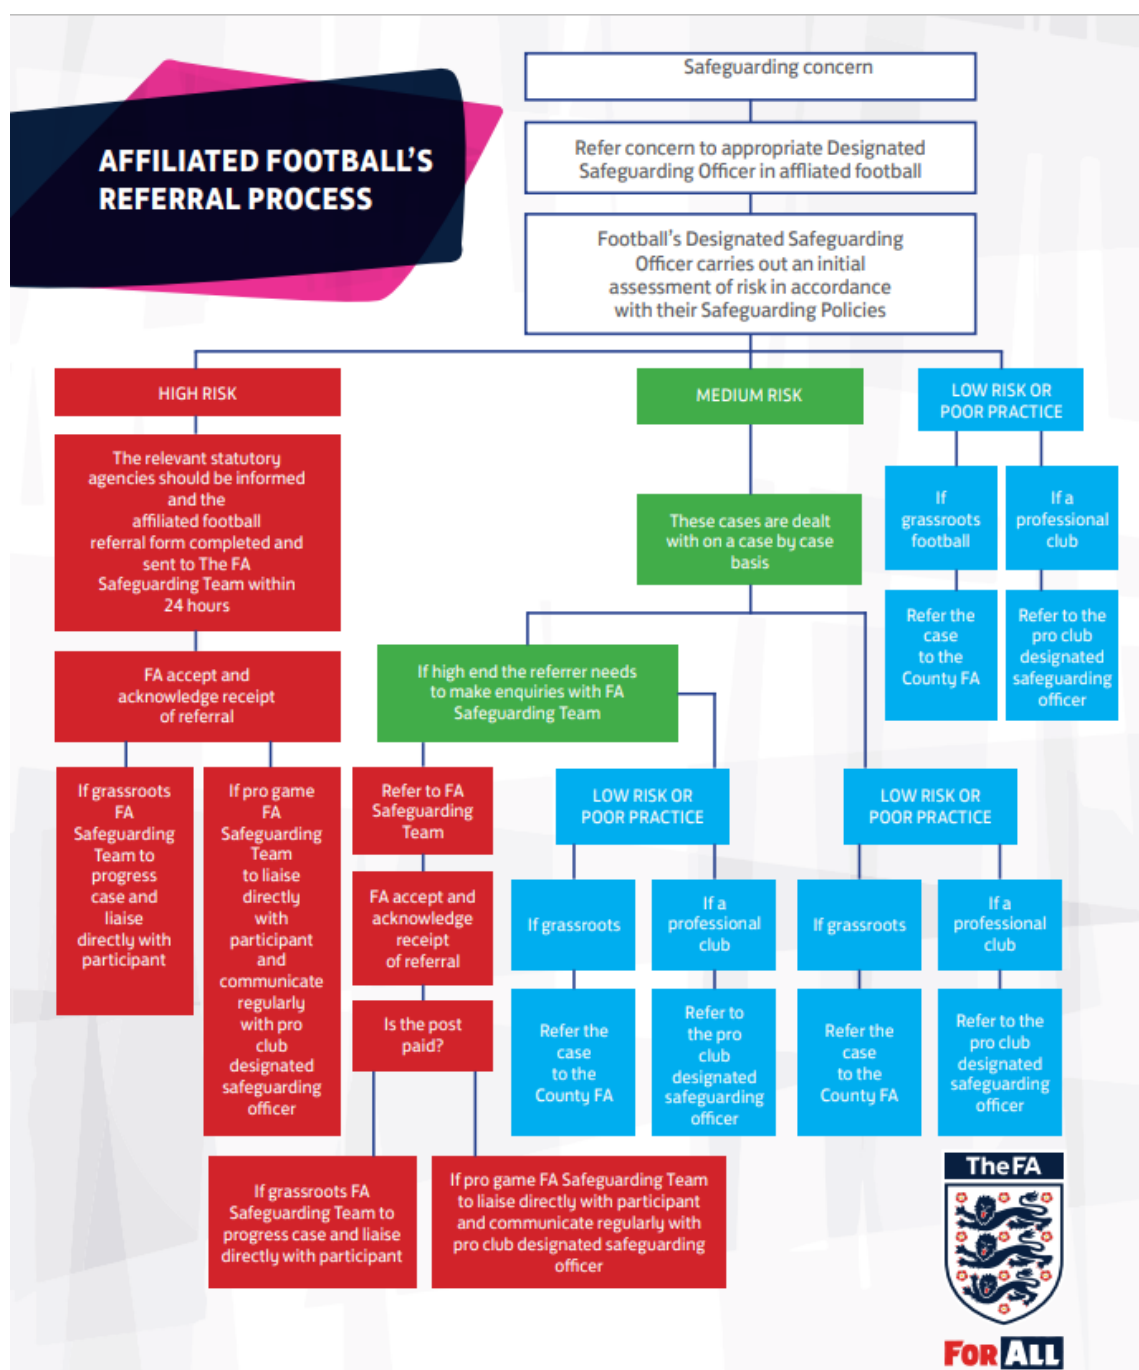 AFFILIATED FOOTBALL'S
REFERRAL PROCESS
Safeguarding concern
Refer concern to appropriate Designated
Safeguarding Officer in affliated football
Football's Designated Safeguarding
Officer carries out an initial
assessment of risk in accordance
with their Safeguarding Policies
HIGH RISK
The relevant statutory
agencies should be informed
and the
affiliated football
referral form completed and
sent to The FA
Safeguarding Team within
24 hours
FA accept and
acknowledge receipt
of referral
If grassroots
FA
Safeguarding
Team to
progress
case and
liaise
directly with
participant
If pro game
FA
Safeguarding
Team
to liaise
directly
with
participant
and
communicate
regularly
with pro
club
designated
safeguarding
officer
MEDIUM RISK
These cases are dealt
with on a case by case
basis
If high end the referrer needs
to make enquiries with FA
Safeguarding Team
Refer to FA
Safeguarding
Team
FA accept and
acknowledge
receipt
of referral
Is the post
paid?
If grassroots FA
Safeguarding Team to
progress case and liaise
directly with participant
If pro game FA Safeguarding Team
to liaise directly with participant
and communicate regularly with
pro club designated safeguarding
officer
LOW RISK OR
POOR PRACTICE
If grassroots
Refer the
case
to the
County FA
If a
professional
club
Refer to
the pro
club
designated
safeguarding
officer
LOW RISK OR
POOR PRACTICE
If grassroots
Refer the
case
to the
County FA
If a
professional
club
Refer to the
pro club
designated
safeguarding
officer
LOW RISK OR
POOR PRACTICE
If
grassroots
football
Refer the
case
to the
County FA
If a
professional
club
Refer to the
pro club
designated
safeguarding
officer
The FA
FOR ALL